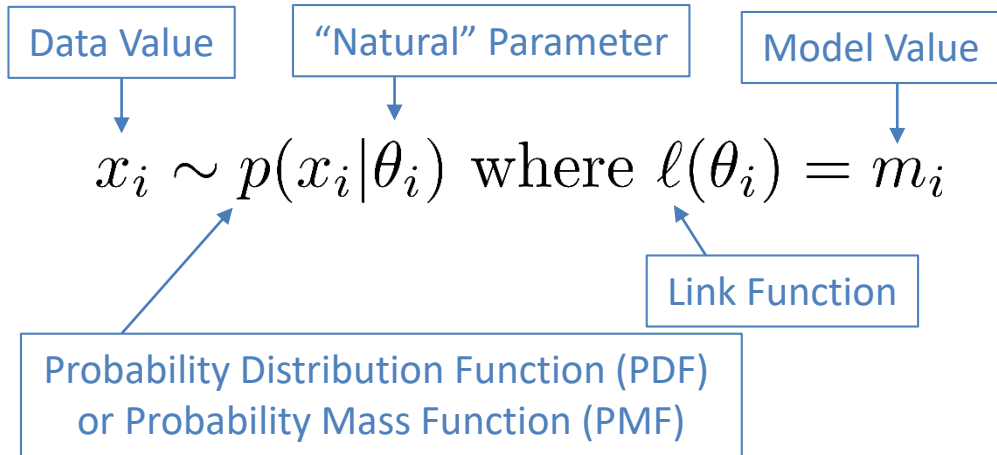 Data Value
“Natural” Parameter
Model Value
x_i ∼ p(x_i|θ_i) where ℓ(θ_i) = m_i
Link Function
Probability Distribution Function (PDF)
or Probability Mass Function (PMF)